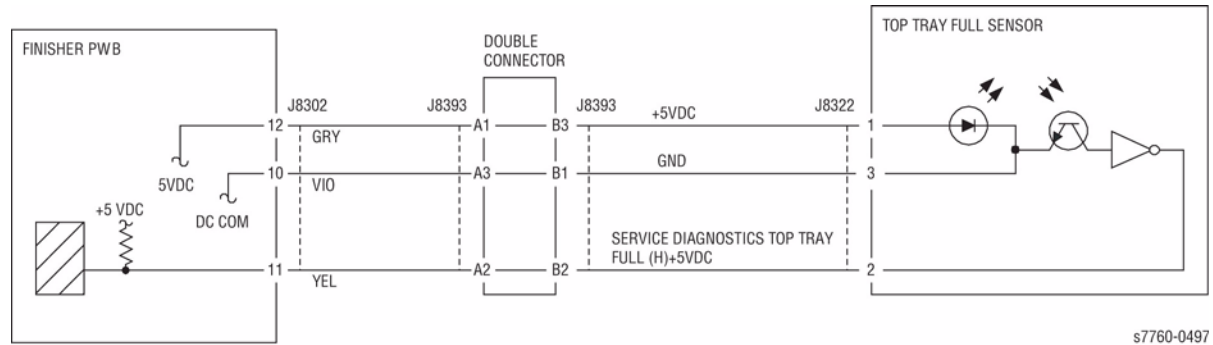 FINISHER PWB
DOUBLE
CONNECTOR
TOP TRAY FULL SENSOR
J8302
J8393
J8393
+5VDC
J8322
12
GRY
A1
B3
1
5VDC
10
VIO
A3
B1
GND
3
DC COM
+5 VDC
SERVICE DIAGNOSTICS TOP TRAY
FULL (H)+5VDC
11
YEL
A2
B2
2
s7760-0497